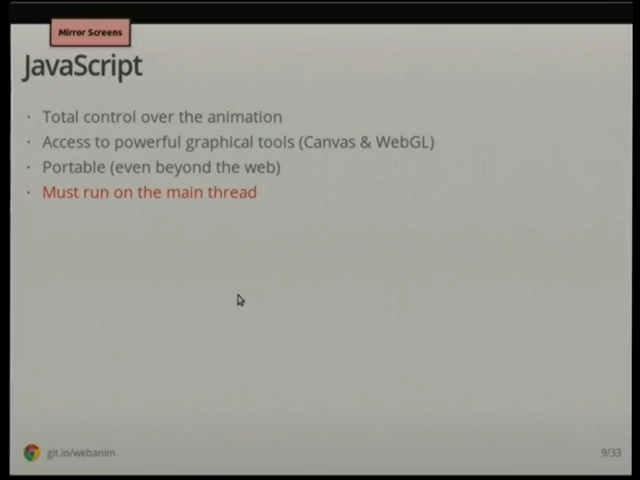 Mirror Screens
JavaScript
· Total control over the animation
· Access to powerful graphical tools (Canvas & WebGL)
· Portable (even beyond the web)
· Must run on the main thread
git.io/webanim
9/33